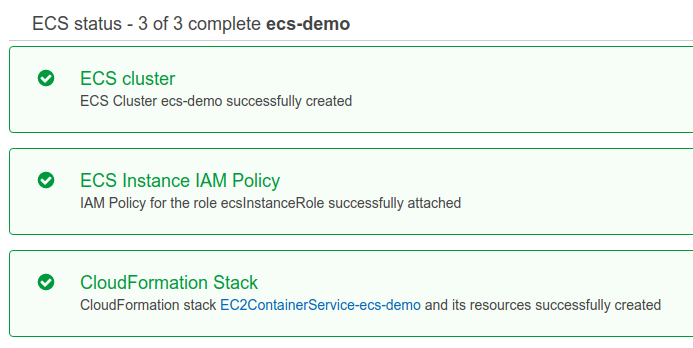 ECS status - 3 of 3 complete ecs-demo
ECS cluster
ECS Cluster ecs-demo successfully created
ECS Instance IAM Policy
IAM Policy for the role ecsInstanceRole successfully attached
CloudFormation Stack
CloudFormation stack EC2ContainerService-ecs-demo and its resources successfully created